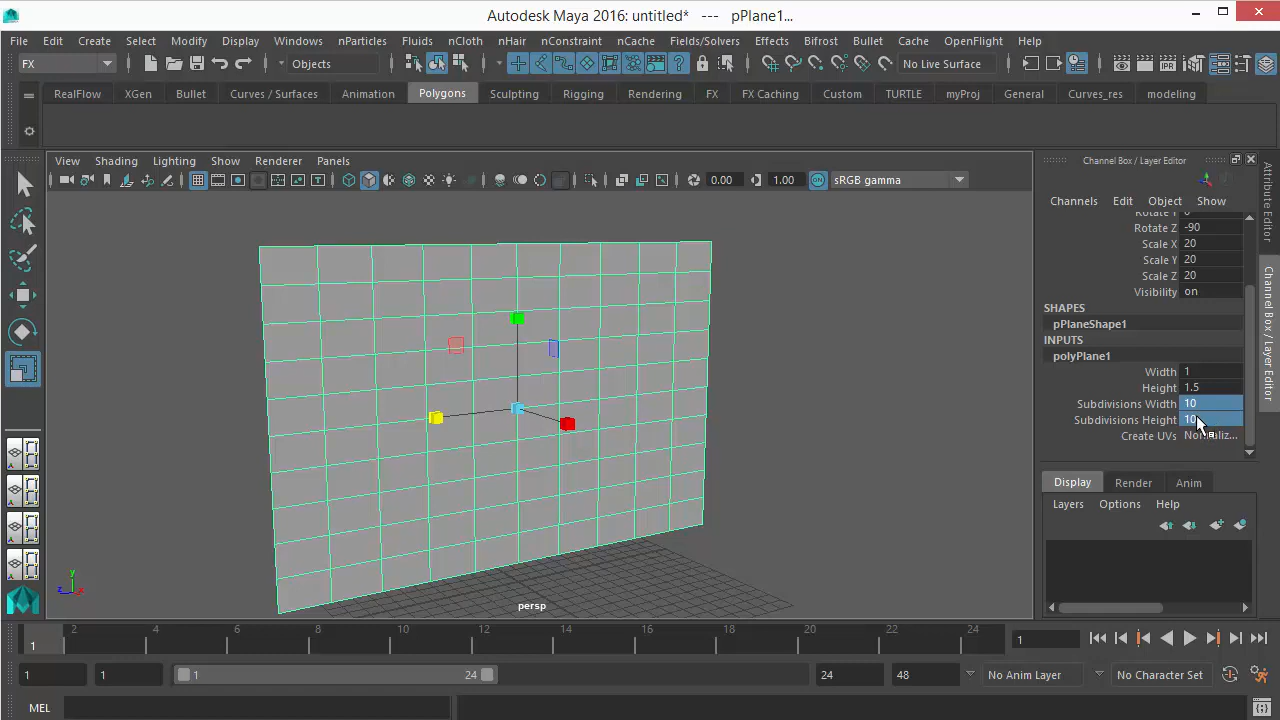 Autodesk Maya 2016: untitled* --- pPlane1...
File Edit Create Select Modify Display Windows nParticles Fluids nCloth nHair nConstraint nCache Fields/Solvers Effects Bifrost Bullet Cache OpenFlight Help
FX Objects No Live Surface
RealFlow XGen Bullet Curves / Surfaces Animation Polygons Sculpting Rigging Rendering FX FX Caching Custom TURTLE myProj General Curves_res modeling
View Shading Lighting Show Renderer Panels
0.00 1.00 ON sRGB gamma
persp
y
z x
Channel Box / Layer Editor
Channels Edit Object Show
Rotate Y 0
Rotate Z -90
Scale X 20
Scale Y 20
Scale Z 20
Visibility on
SHAPES
pPlaneShape1
INPUTS
polyPlane1
Width 1
Height 1.5
Subdivisions Width 10
Subdivisions Height 10
Create UVs
Display Render Anim
Layers Options Help
Attribute Editor
Channel Box / Layer Editor
1 2 4 6 8 10 12 14 16 18 20 22 24 1
1 1 1 24 24 48 No Anim Layer No Character Set
MEL